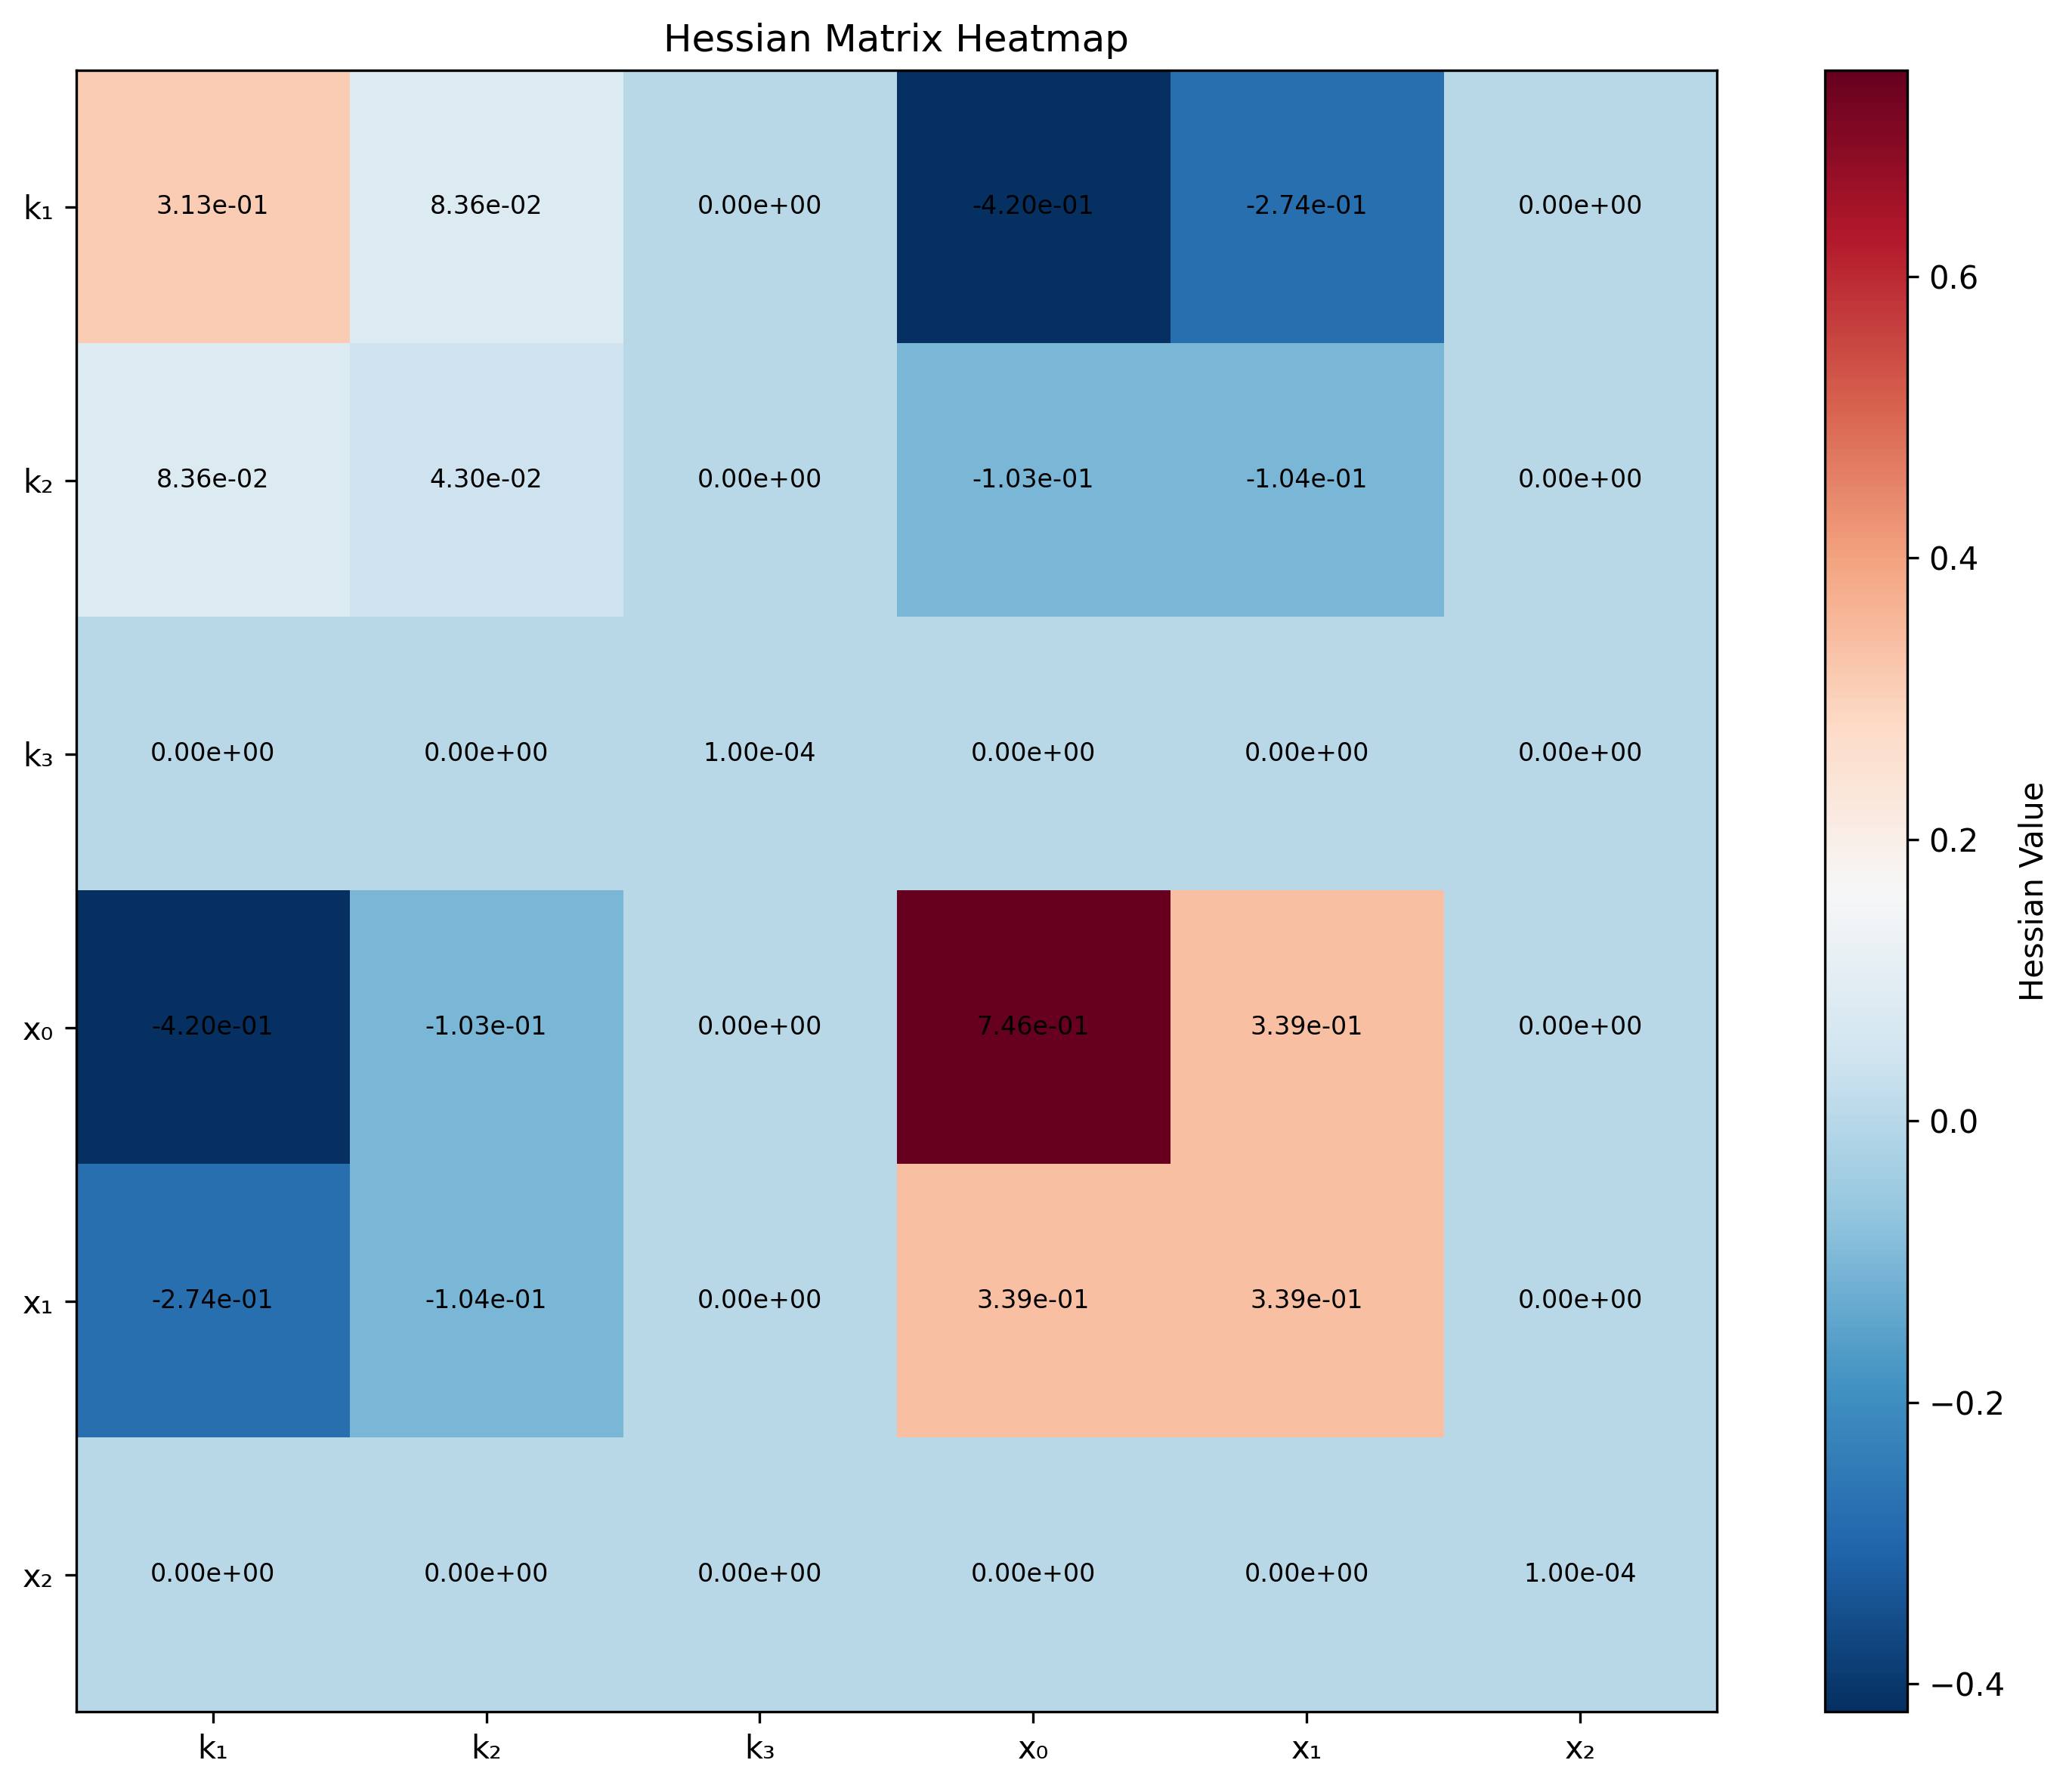 Hessian Matrix Heatmap
k₁ 3.13e-01 8.36e-02 0.00e+00 -4.20e-01 -2.74e-01 0.00e+00
k₂ 8.36e-02 4.30e-02 0.00e+00 -1.03e-01 -1.04e-01 0.00e+00
k₃ 0.00e+00 0.00e+00 1.00e-04 0.00e+00 0.00e+00 0.00e+00
x₀ -4.20e-01 -1.03e-01 0.00e+00 7.46e-01 3.39e-01 0.00e+00
x₁ -2.74e-01 -1.04e-01 0.00e+00 3.39e-01 3.39e-01 0.00e+00
x₂ 0.00e+00 0.00e+00 0.00e+00 0.00e+00 0.00e+00 1.00e-04
k₁ k₂ k₃ x₀ x₁ x₂
0.6
0.4
0.2
0.0
−0.2
−0.4
Hessian Value